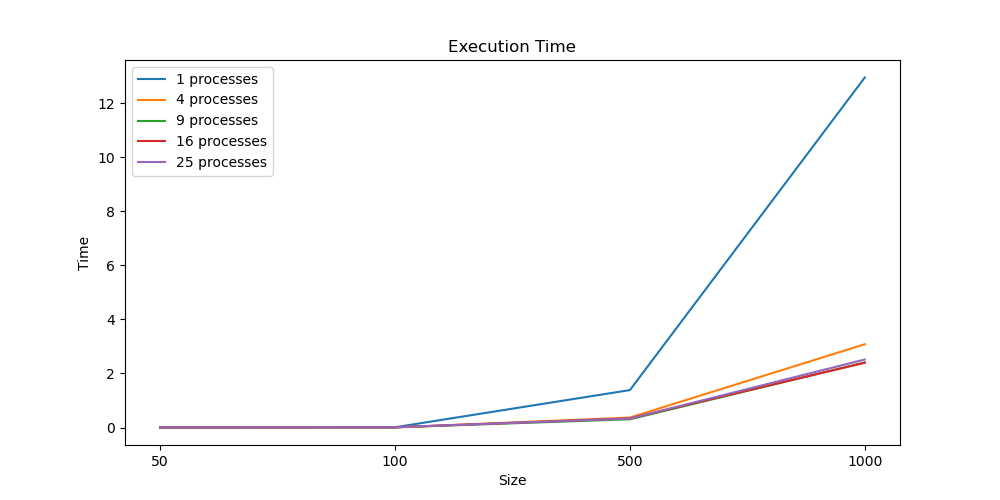 Execution Time
1 processes
4 processes
9 processes
16 processes
25 processes
12
10
8
6
4
2
0
Time
50 100 500 1000
Size